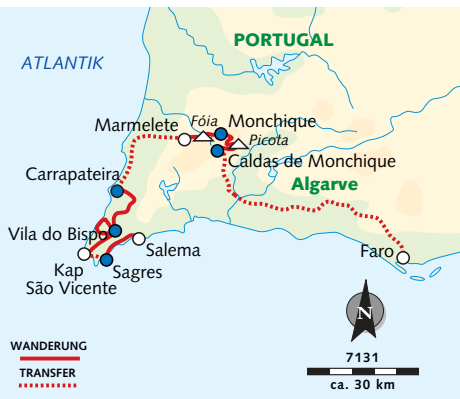 PORTUGAL
ATLANTIK
Fóia
Monchique
Marmelete
Picota
Caldas de Monchique
Carrapateira
Algarve
Vila do Bispo
Salema
Faro
Kap
São Vicente
Sagres
N
WANDERUNG
TRANSFER
7131
ca. 30 km